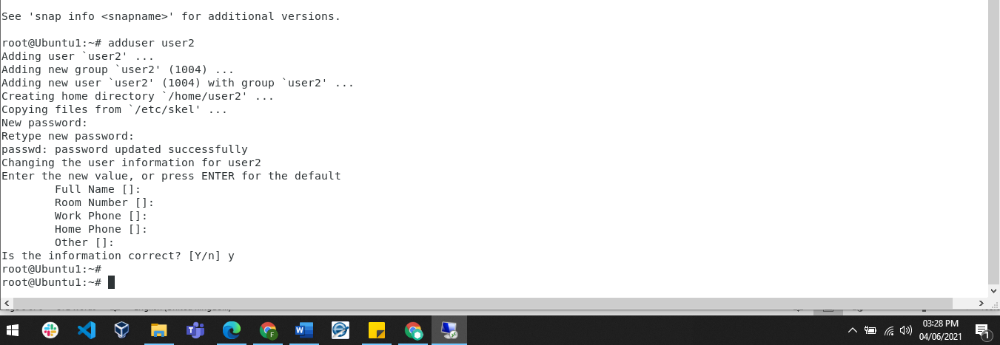 See 'snap info <snapname>' for additional versions.
root@Ubuntu1:~# adduser user2
Adding user `user2' ...
Adding new group `user2' (1004) ...
Adding new user `user2' (1004) with group `user2' ...
Creating home directory `/home/user2' ...
Copying files from `/etc/skel' ...
New password:
Retype new password:
passwd: password updated successfully
Changing the user information for user2
Enter the new value, or press ENTER for the default
Full Name []:
Room Number []:
Work Phone []:
Home Phone []:
Other []:
Is the information correct? [Y/n] y
root@Ubuntu1:~#
root@Ubuntu1:~#
F
W
03:28 PM
04/06/2021
1